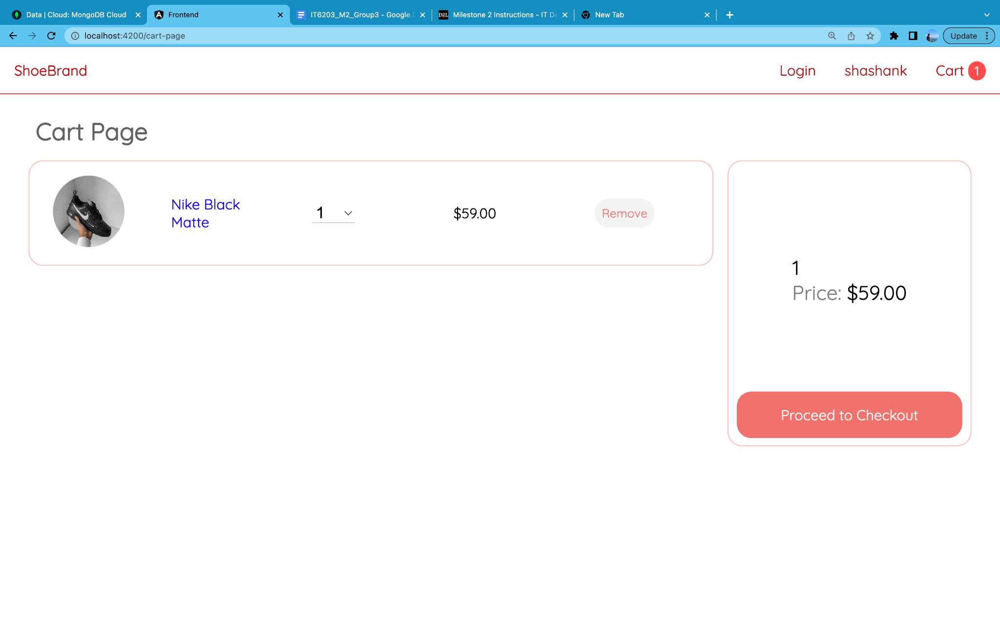 Data | Cloud: MongoDB Cloud
Frontend
IT6203_M2_Group3 - Google
D2L
Milestone 2 Instructions - IT De
New Tab
localhost:4200/cart-page
Update
ShoeBrand
Login
shashank
Cart 1
Cart Page
Nike Black
Matte
1
$59.00
Remove
1
Price: $59.00
Proceed to Checkout